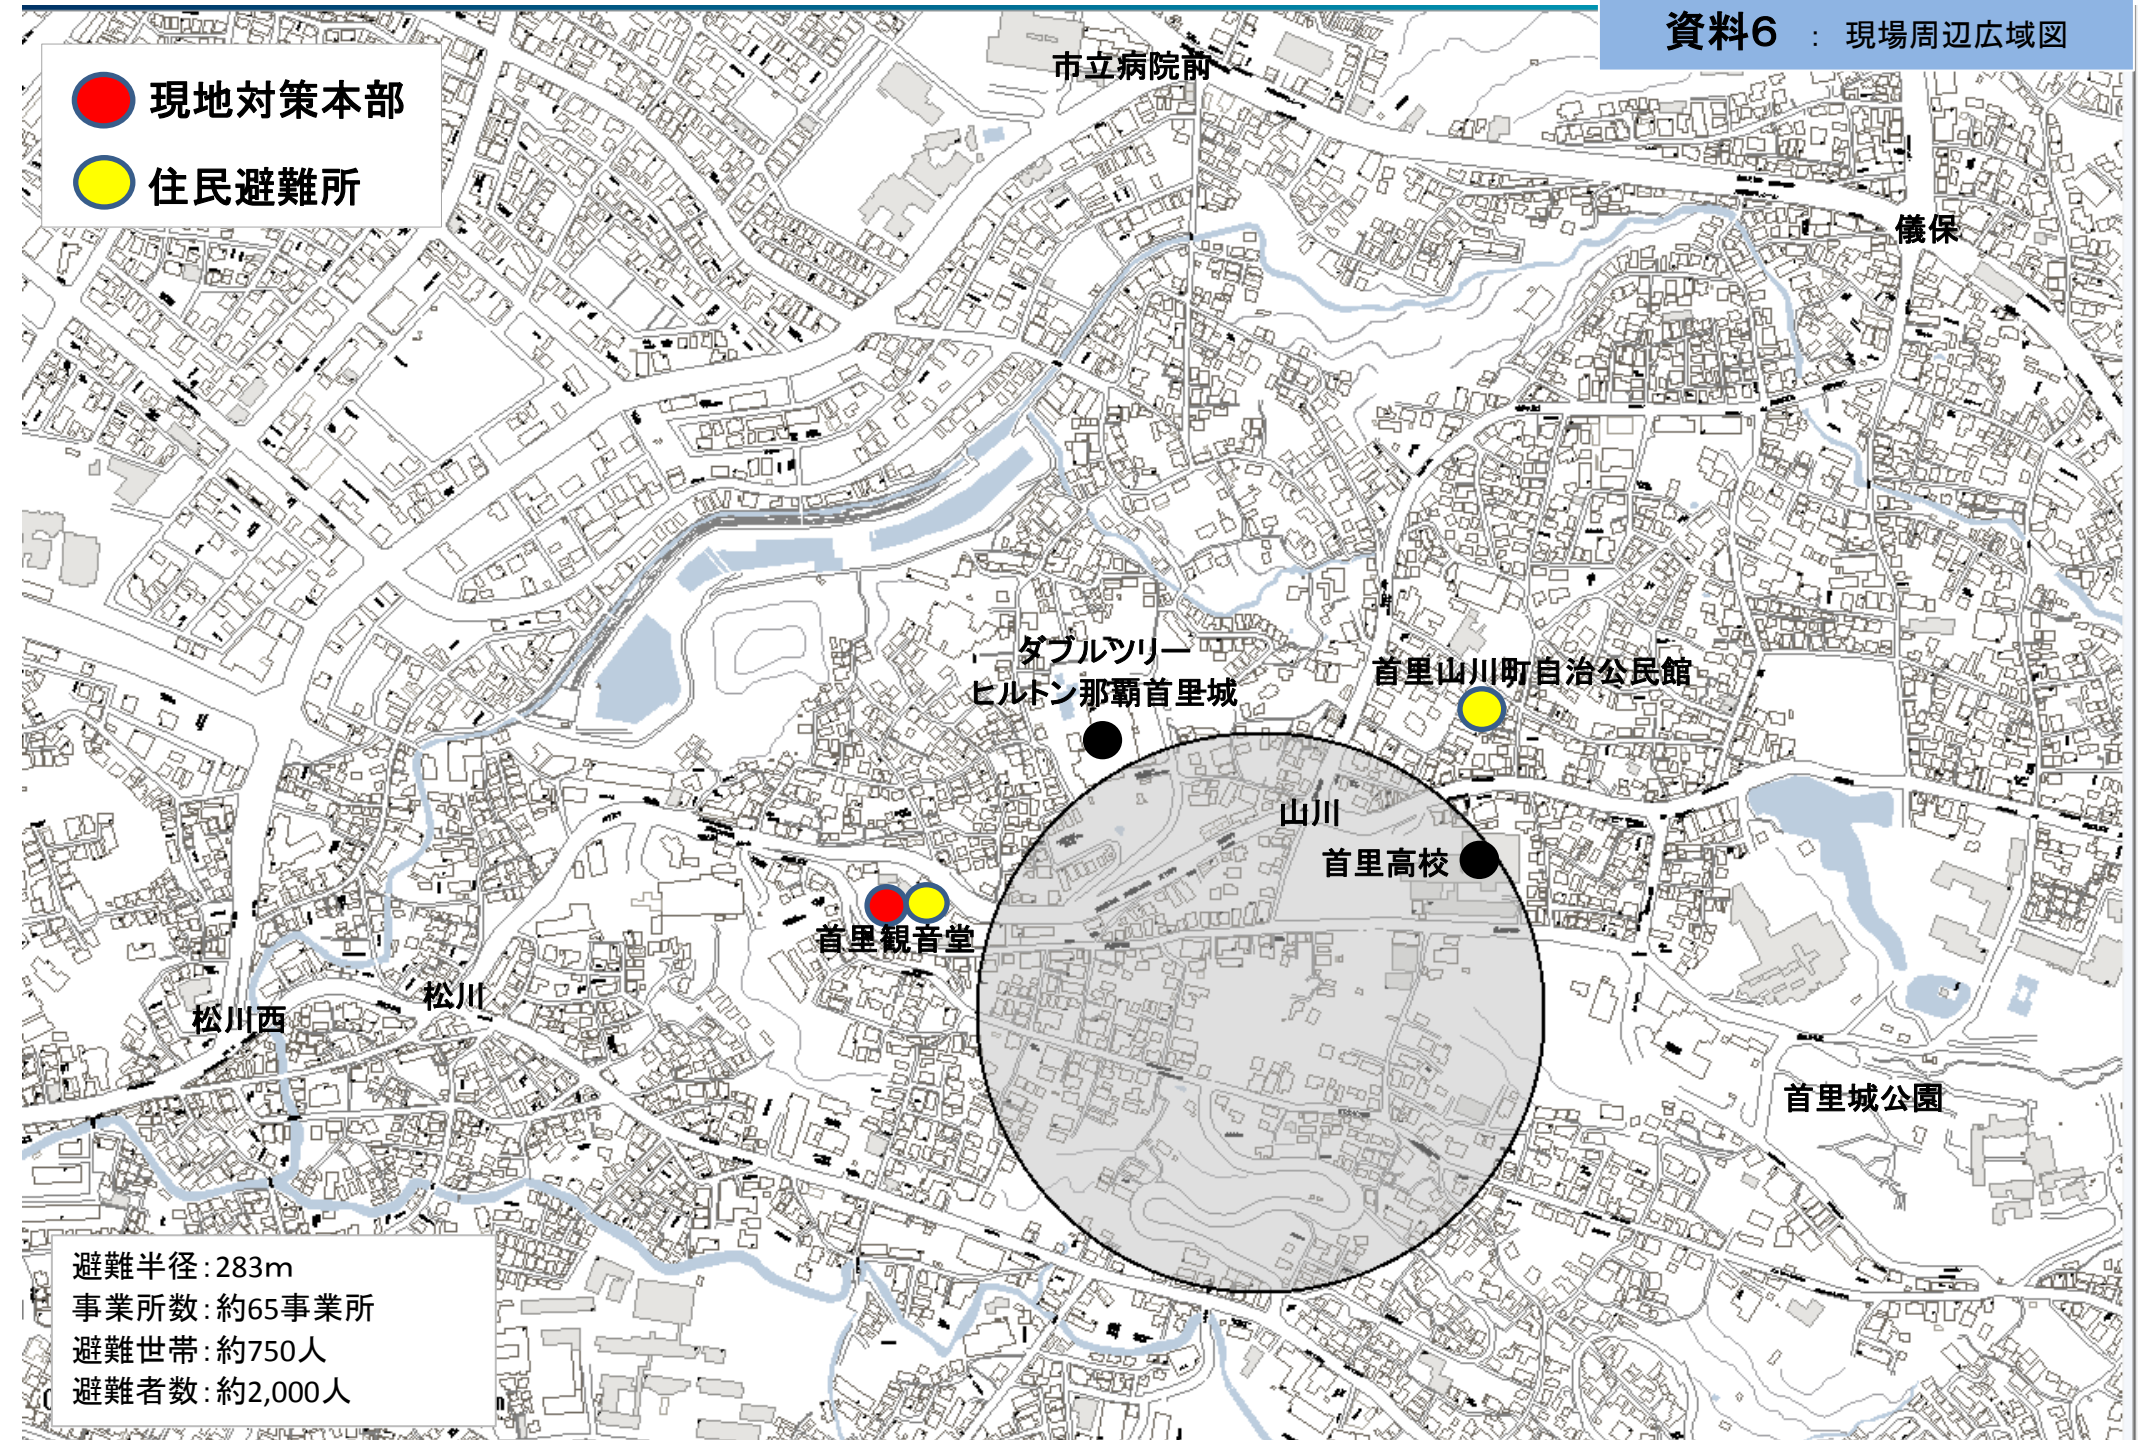 資料6 : 現場周辺広域図
現地対策本部
住民避難所
市立病院前
儀保
ダブルツリー
ヒルトン那覇首里城
首里山川町自治公民館
山川
首里高校
首里観音堂
松川
松川西
首里城公園
避難半径:283m
事業所数:約65事業所
避難世帯:約750人
避難者数:約2,000人